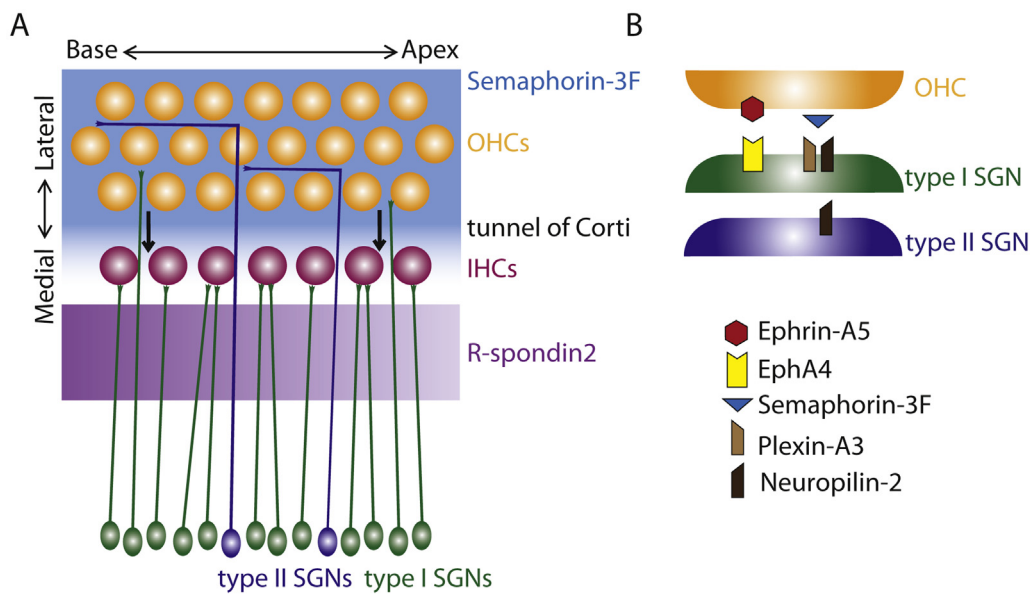 A
Base
Apex
Semaphorin-3F
Lateral
OHCs
tunnel of Corti
Medial
IHCs
R-spondin2
type II SGNs
type I SGNs
B
OHC
type I SGN
type II SGN
Ephrin-A5
EphA4
Semaphorin-3F
Plexin-A3
Neuropilin-2